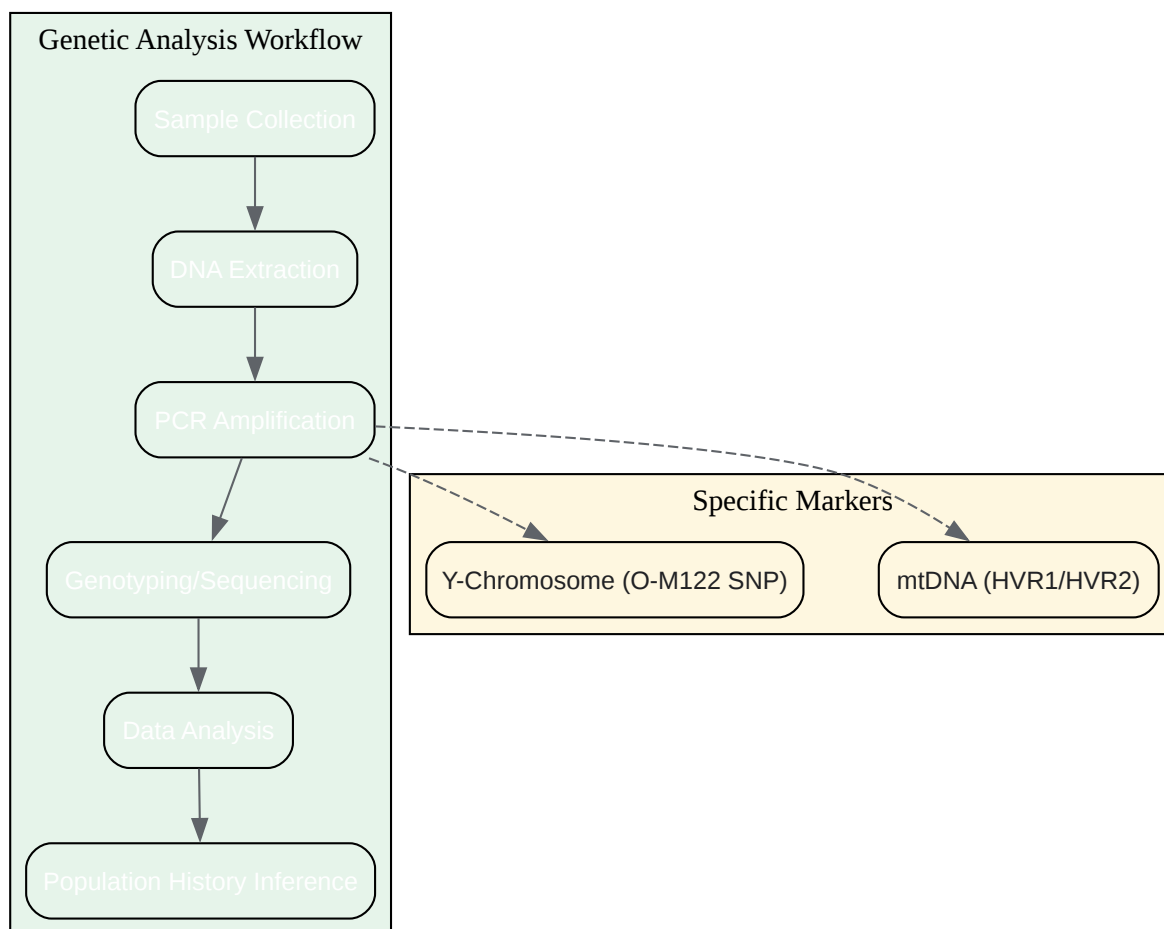 Genetic Analysis Workflow
Sample Collection
DNA Extraction
PCR Amplification
Specific Markers
Genotyping/Sequencing
Y-Chromosome (O-M122 SNP)
mtDNA (HVR1/HVR2)
Data Analysis
Population History Inference